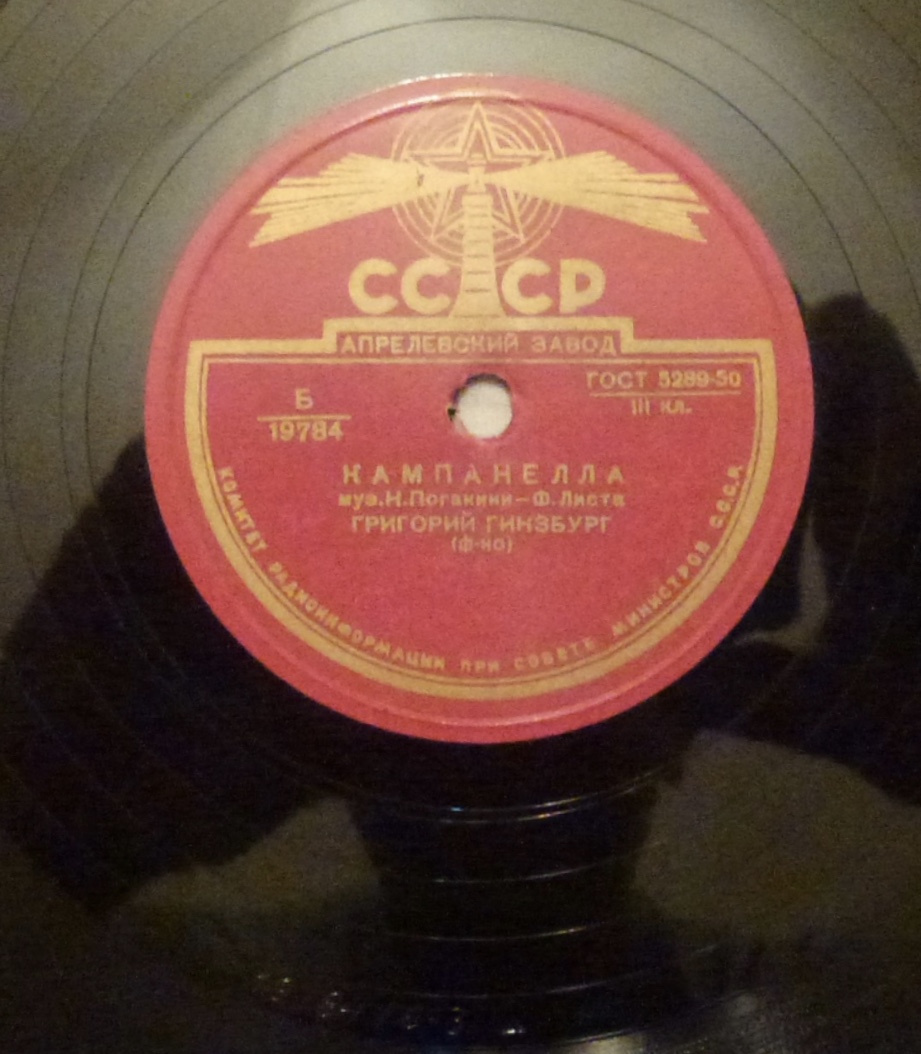 СССР
АПРЕЛЕВСКИЙ ЗАВОД
Б
19784
ГОСТ 5289-50
III кл.
КАМПАНЕЛЛА
муз. Н. Паганини – Ф. Листа
ГРИГОРИЙ ГИНЗБУРГ
(ф-но)
КОМИТЕТ РАДИОИНФОРМАЦИИ ПРИ СОВЕТЕ МИНИСТРОВ С.С.С.Р.